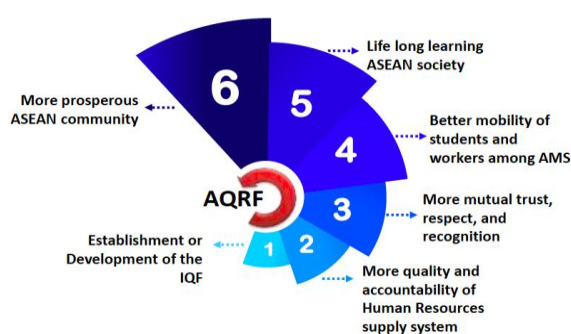 6
More prosperous
ASEAN community
5
Life long learning
ASEAN society
4
Better mobility of
students and
workers among AMS
AQRF
3
More mutual trust,
respect, and
recognition
Establishment or
Development of the
IQF
1
2
More quality and
accountability of
Human Resources
supply system